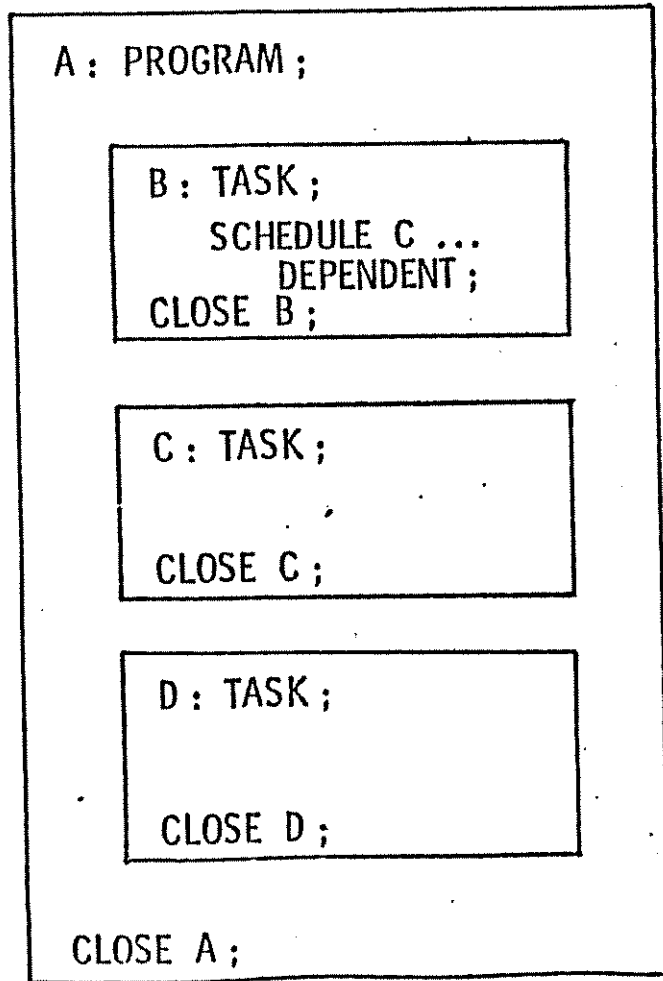 A: PROGRAM;
B: TASK;
SCHEDULE C ...
DEPENDENT;
CLOSE B;
C: TASK;
CLOSE C;
D: TASK;
CLOSE D;
CLOSE A;